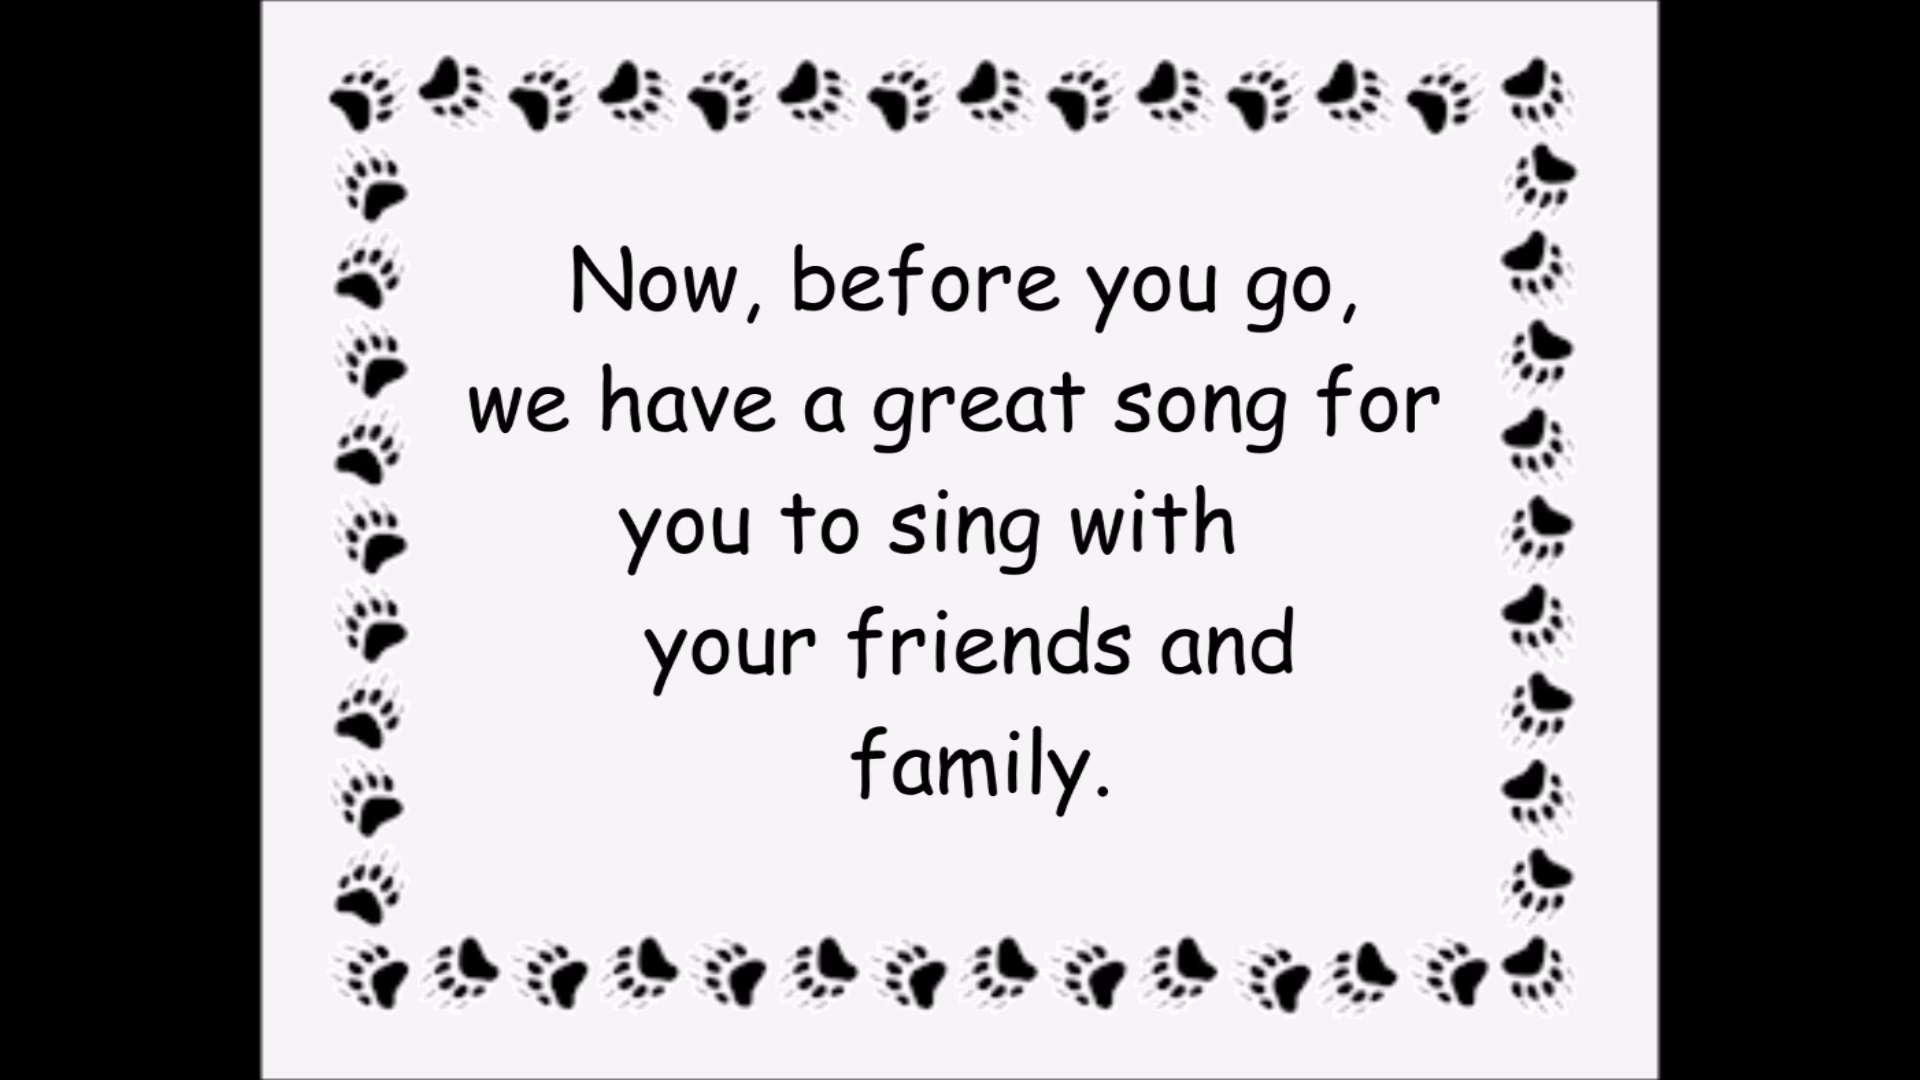 Now, before you go,
we have a great song for
you to sing with
your friends and
family.